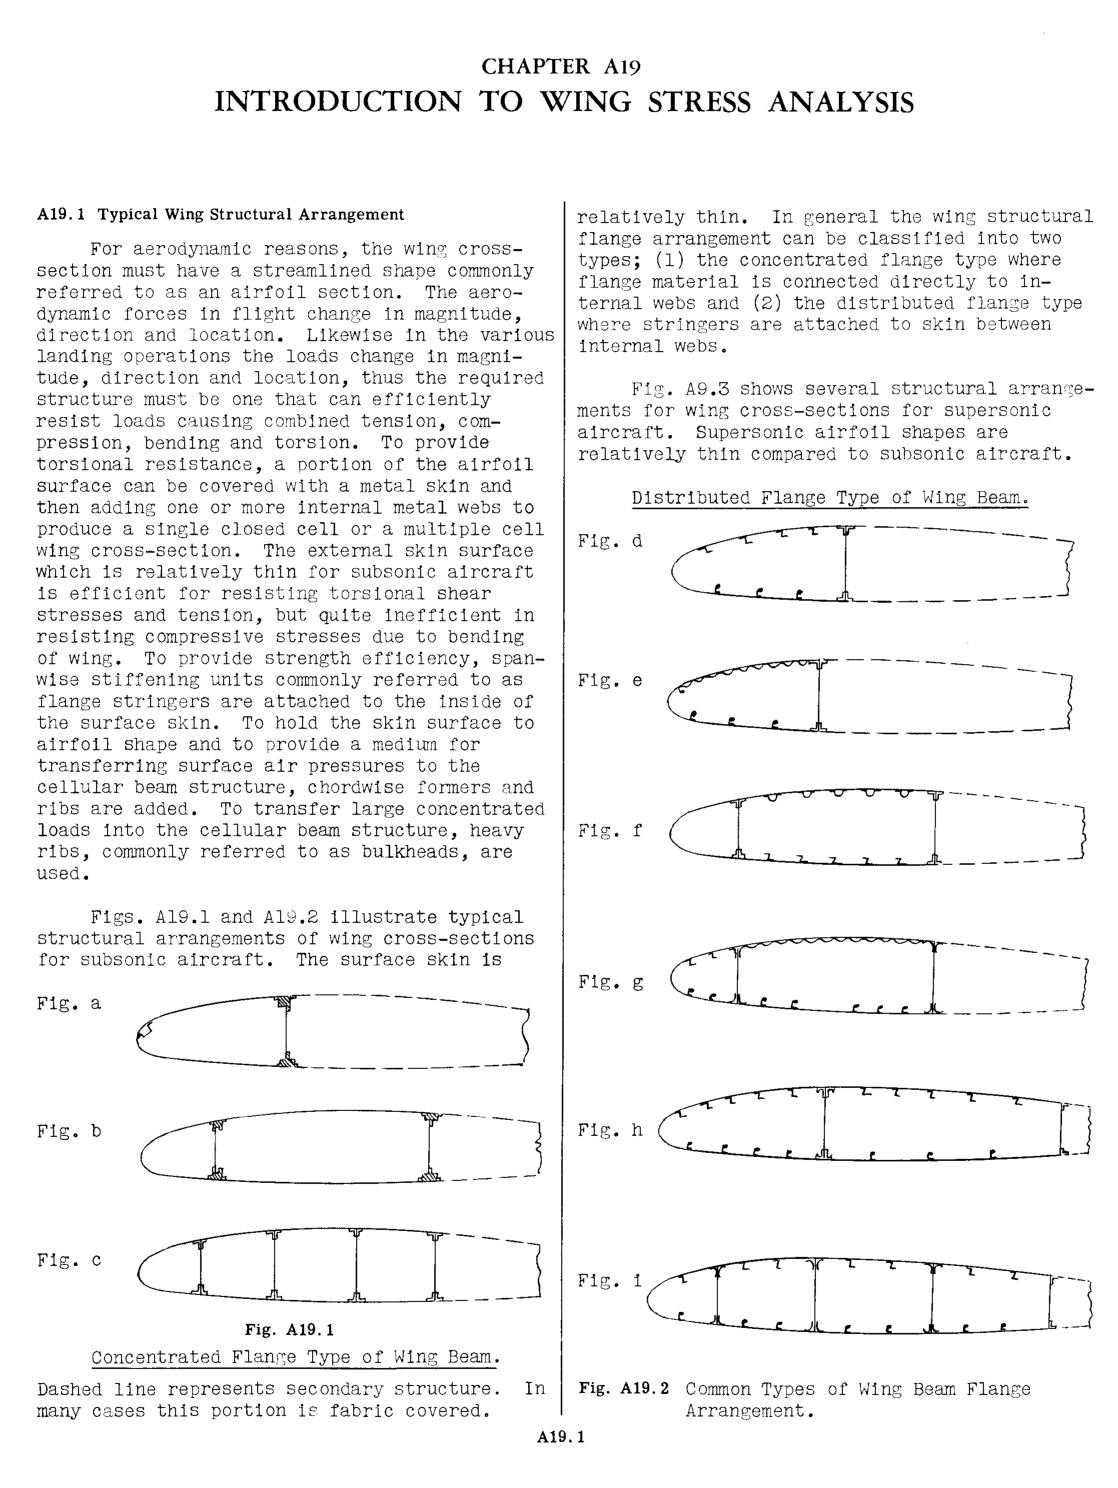 CHAPTER A19
INTRODUCTION TO WING STRESS ANALYSIS
A19.1 Typical Wing Structural Arrangement
For aerodynamic reasons, the wing cross-
section must have a streamlined shape commonly
referred to as an airfoil section. The aero-
dynamic forces in flight change in magnitude,
direction and location. Likewise in the various
landing operations the loads change in magni-
tude, direction and location, thus the required
structure must be one that can efficiently
resist loads causing combined tension, com-
pression, bending and torsion. To provide
torsional resistance, a portion of the airfoil
surface can be covered with a metal skin and
then adding one or more internal metal webs to
produce a single closed cell or a multiple cell
wing cross-section. The external skin surface
which is relatively thin for subsonic aircraft
is efficient for resisting torsional shear
stresses and tension, but quite inefficient in
resisting compressive stresses due to bending
of wing. To provide strength efficiency, span-
wise stiffening units commonly referred to as
flange stringers are attached to the inside of
the surface skin. To hold the skin surface to
airfoil shape and to provide a medium for
transferring surface air pressures to the
cellular beam structure, chordwise formers and
ribs are added. To transfer large concentrated
loads into the cellular beam structure, heavy
ribs, commonly referred to as bulkheads, are
used.
Figs. A19.1 and A19.2 illustrate typical
structural arrangements of wing cross-sections
for subsonic aircraft. The surface skin is
Fig. a
Fig. b
Fig. c
Fig. A19.1
Concentrated Flange Type of Wing Beam.
Dashed line represents secondary structure. In
many cases this portion is fabric covered.
relatively thin. In general the wing structural
flange arrangement can be classified into two
types; (1) the concentrated flange type where
flange material is connected directly to in-
ternal webs and (2) the distributed flange type
where stringers are attached to skin between
internal webs.
Fig. A9.3 shows several structural arrange-
ments for wing cross-sections for supersonic
aircraft. Supersonic airfoil shapes are
relatively thin compared to subsonic aircraft.
Distributed Flange Type of Wing Beam.
Fig. d
Fig. e
Fig. f
Fig. g
Fig. h
Fig. i
Fig. A19.2 Common Types of Wing Beam Flange
Arrangement.
A19.1